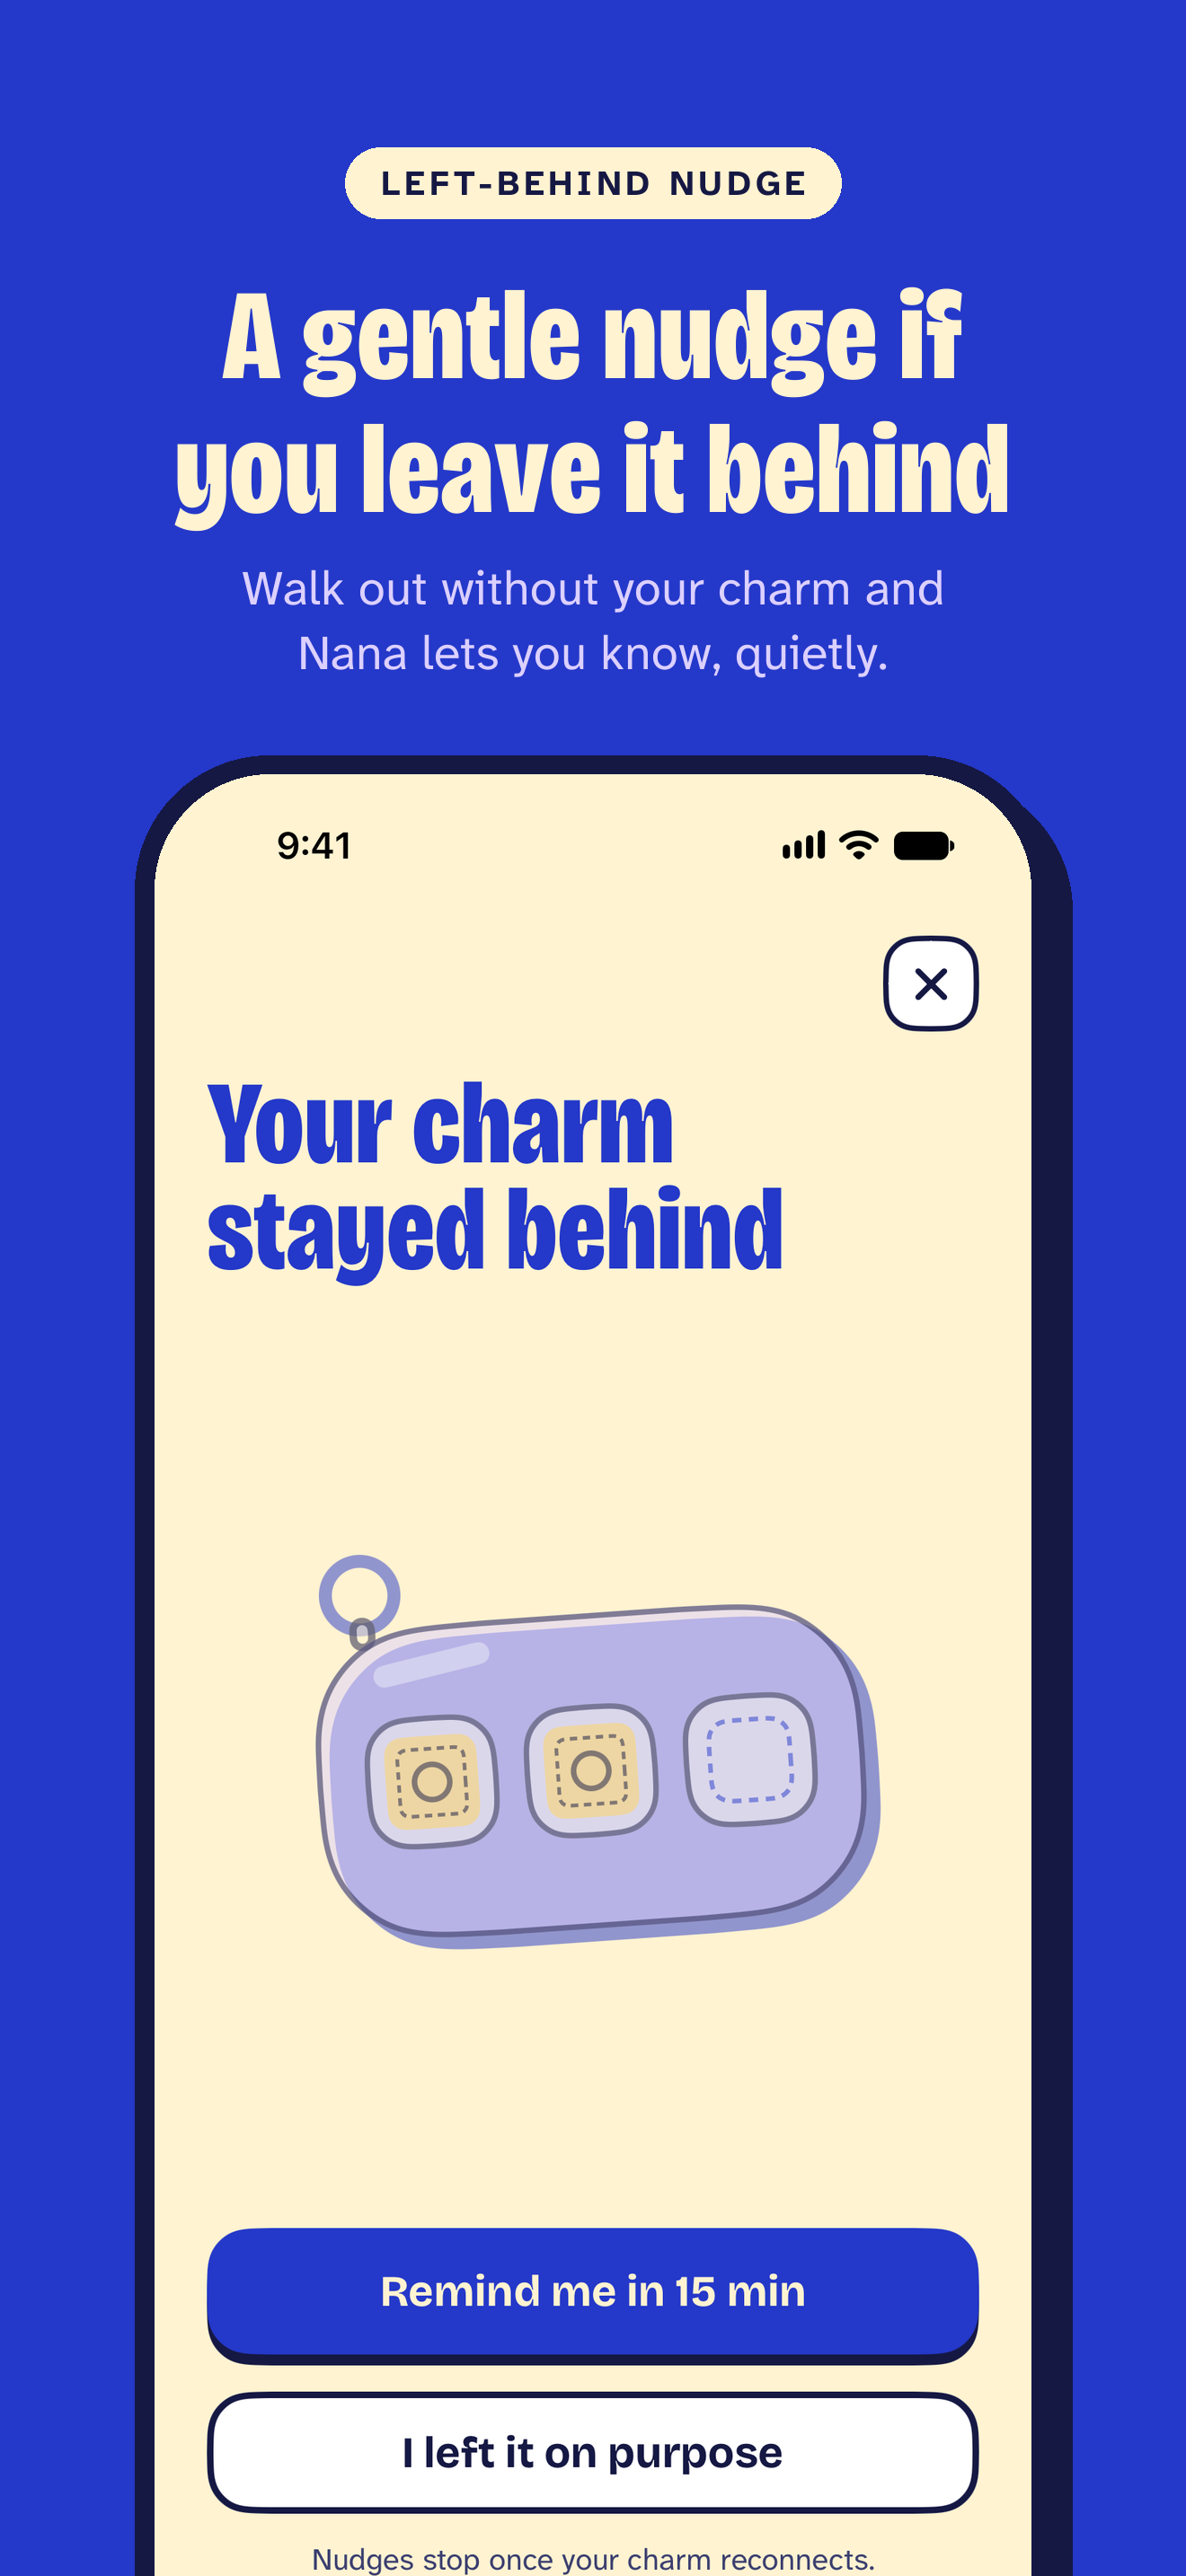 LEFT-BEHIND NUDGE
A gentle nudge if
you leave it behind
Walk out without your charm and
Nana lets you know, quietly.
9:41
Your charm
stayed behind
Remind me in 15 min
I left it on purpose
Nudges stop once your charm reconnects.